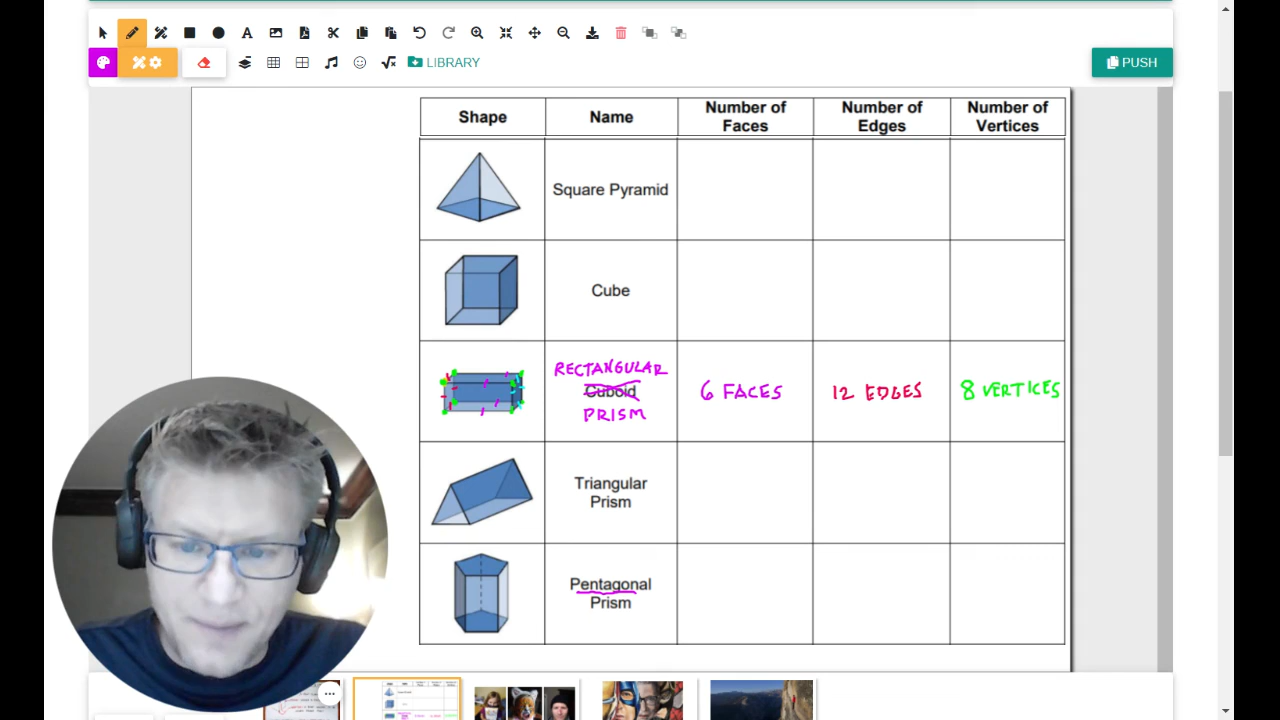 LIBRARY
PUSH
Shape Name Number of Faces Number of Edges Number of Vertices
Square Pyramid
Cube
RECTANGULAR
Cuboid
PRISM
6 FACES 12 EDGES 8 VERTICES
Triangular
Prism
Pentagonal
Prism